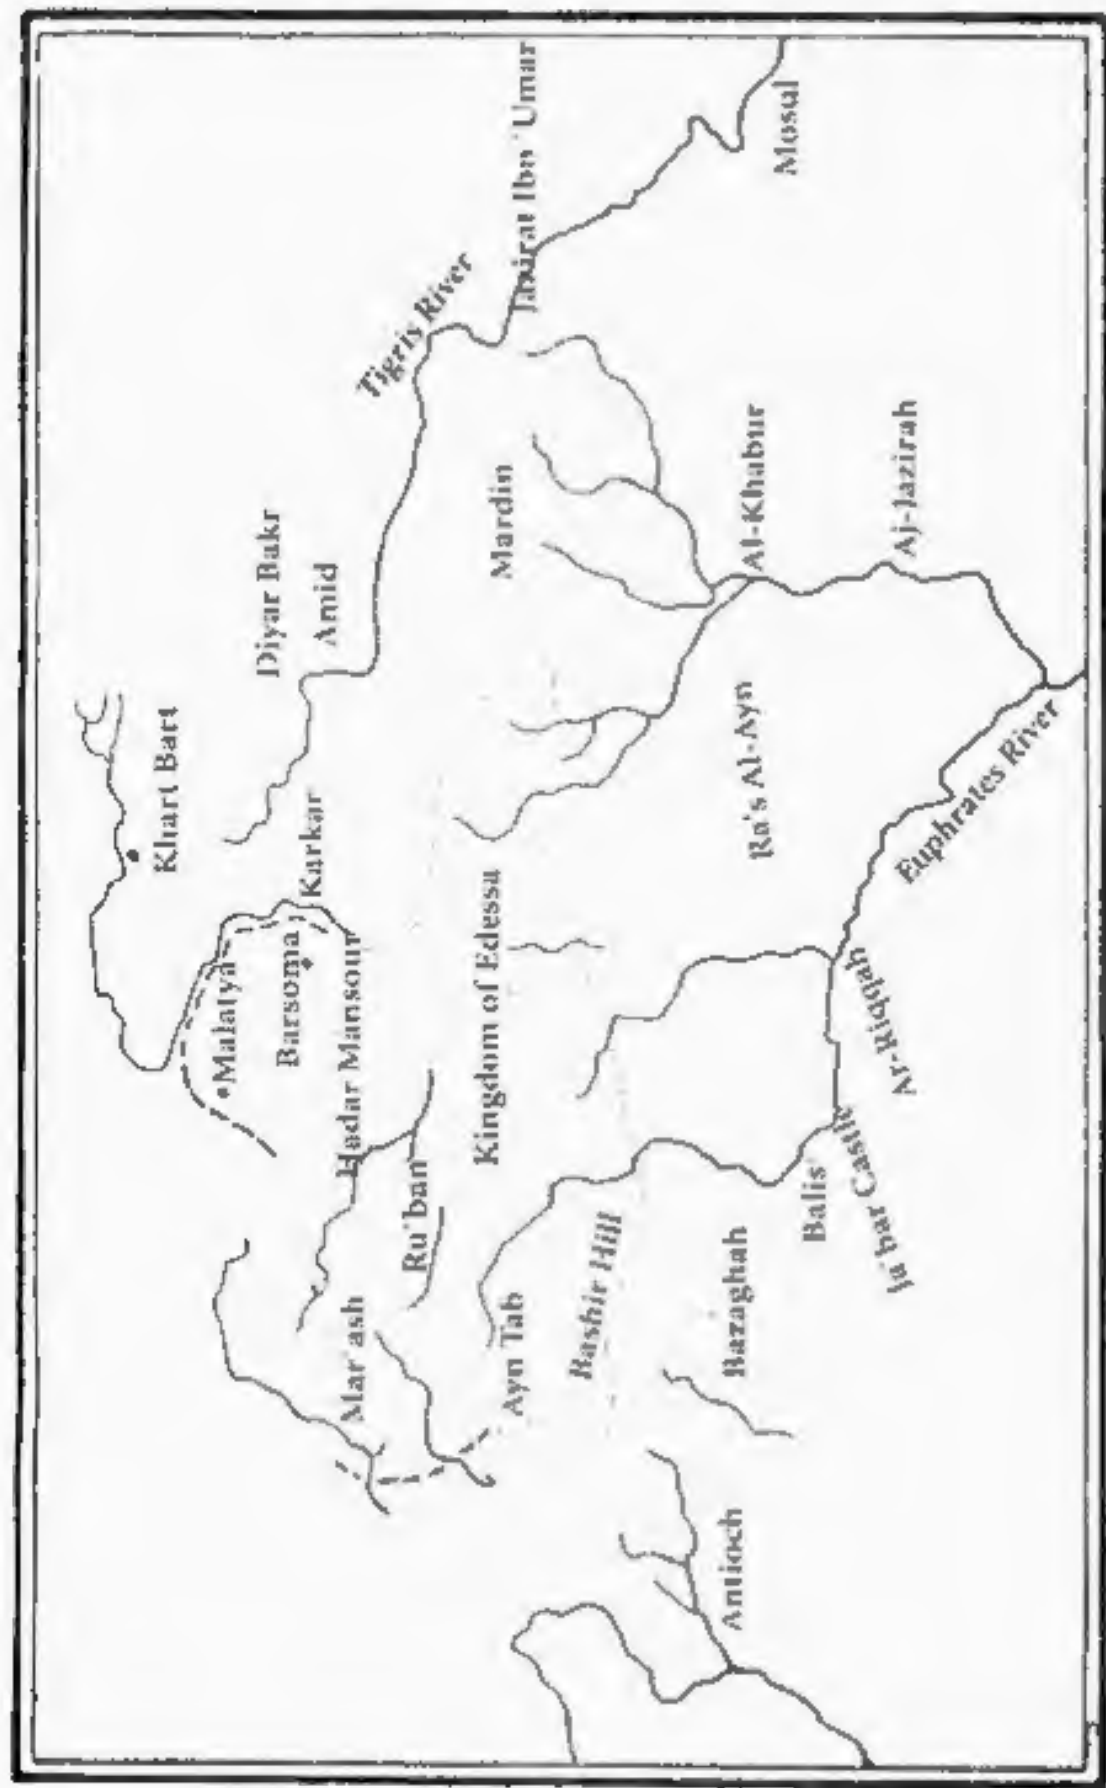 Khart Bart
Malatya
Barsoma
Karkar
Hadar Mansour
Diyar Bakr
Amid
Tigris River
Jazirat Ibn 'Umar
Mosul
Mar'ash
Ru'ban
Kingdom of Edessa
Mardin
Ayn Tab
Bashir Hill
Ra's Al-Ayn
Al-Khabur
Antioch
Bazaghah
Balis
Ja'bar Castle
Ar-Riqqah
Euphrates River
Aj-Jazirah